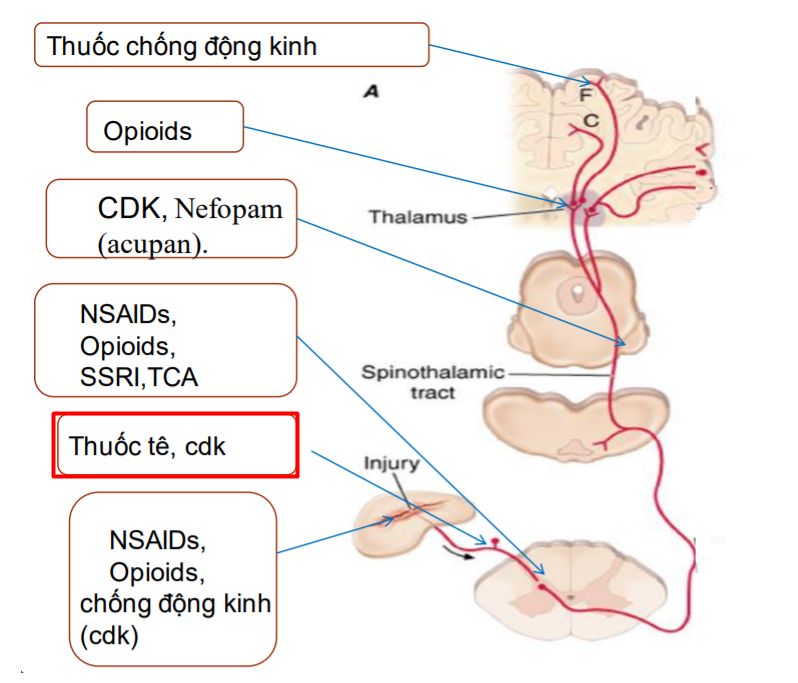 Thuốc chống động kinh
A
F
C
Opioids
CDK, Nefopam
(acupan).
Thalamus
NSAIDs,
Opioids,
SSRI,TCA
Spinothalamic
tract
Thuốc tê, cdk
Injury
NSAIDs,
Opioids,
chống động kinh
(cdk)